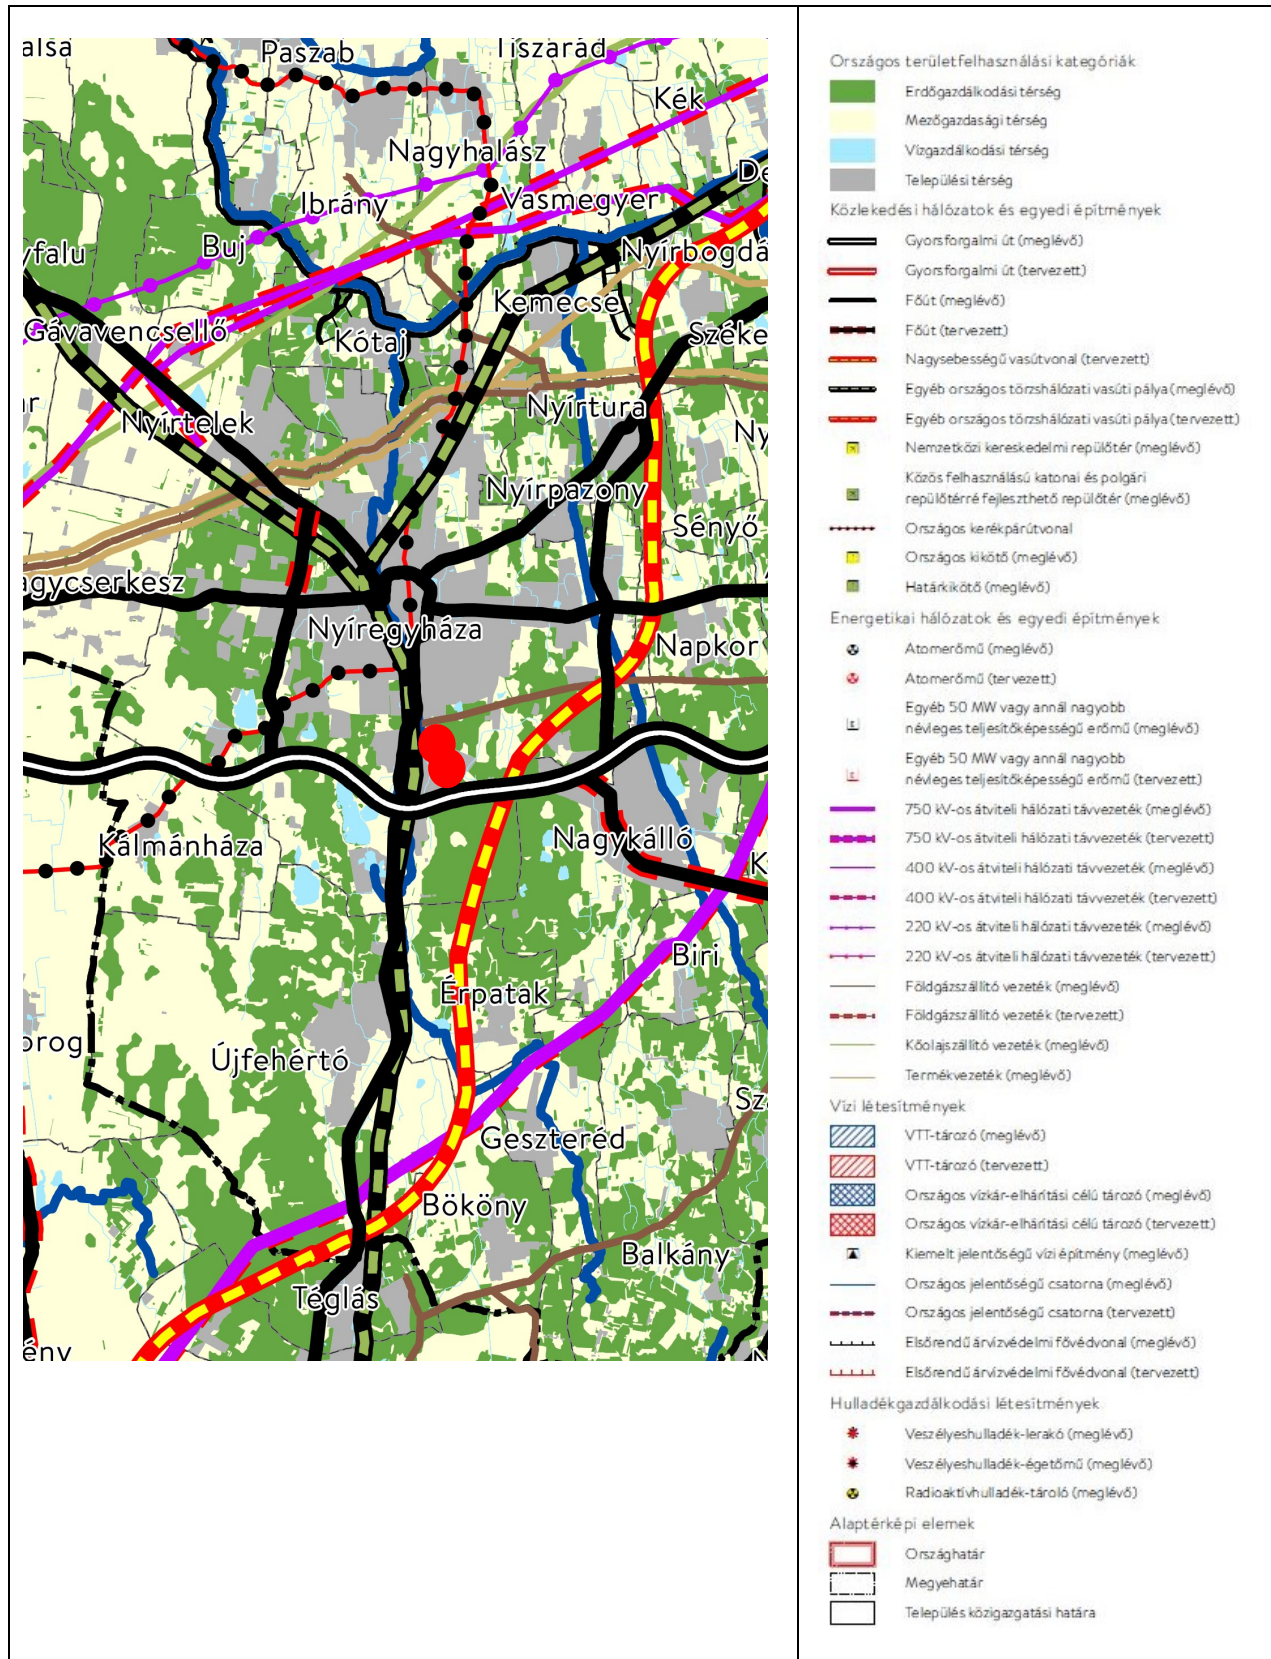 alsa
Paszab
Tiszarád
Kék
Nagyhalász
De
Ibrány
Vasmegyer
Buj
yfalu
Nyírbogdá
Kemecse
Gávavencsellő
Kótaj
Széke
ar
Nyírtelek
Nyírtura
Ny
Nyírpazony
Sényő
agycserkesz
Nyíregyháza
Napkor
Kálmánháza
Nagykálló
K
Biri
Érpatak
orog
Újfehértó
Sz
Geszteréd
Bököny
Balkány
Téglás
ény
N
Országos területfelhasználási kategóriák
Erdőgazdálkodási térség
Mezőgazdasági térség
Vízgazdálkodási térség
Települési térség
Közlekedési hálózatok és egyedi építmények
Gyorsforgalmi út (meglévő)
Gyorsforgalmi út (tervezett)
Főút (meglévő)
Főút (tervezett)
Nagysebességű vasútvonal (tervezett)
Egyéb országos törzshálózati vasúti pálya (meglévő)
Egyéb országos törzshálózati vasúti pálya (tervezett)
Nemzetközi kereskedelmi repülőtér (meglévő)
Közös felhasználású katonai és polgári
repülőtérré fejleszthető repülőtér (meglévő)
Országos kerékpárútvonal
Országos kikötő (meglévő)
Határkikötő (meglévő)
Energetikai hálózatok és egyedi építmények
Atomerőmű (meglévő)
Atomerőmű (tervezett)
Egyéb 50 MW vagy annál nagyobb
névleges teljesítőképességű erőmű (meglévő)
Egyéb 50 MW vagy annál nagyobb
névleges teljesítőképességű erőmű (tervezett)
750 kV-os átviteli hálózati távvezeték (meglévő)
750 kV-os átviteli hálózati távvezeték (tervezett)
400 kV-os átviteli hálózati távvezeték (meglévő)
400 kV-os átviteli hálózati távvezeték (tervezett)
220 kV-os átviteli hálózati távvezeték (meglévő)
220 kV-os átviteli hálózati távvezeték (tervezett)
Földgázszállító vezeték (meglévő)
Földgázszállító vezeték (tervezett)
Kőolajszállító vezeték (meglévő)
Termékvezeték (meglévő)
Vízi létesítmények
VTT-tározó (meglévő)
VTT-tározó (tervezett)
Országos vízkár-elhárítási célú tározó (meglévő)
Országos vízkár-elhárítási célú tározó (tervezett)
Kiemelt jelentőségű vízi építmény (meglévő)
Országos jelentőségű csatorna (meglévő)
Országos jelentőségű csatorna (tervezett)
Elsőrendű árvízvédelmi fővédvonal (meglévő)
Elsőrendű árvízvédelmi fővédvonal (tervezett)
Hulladékgazdálkodási létesítmények
Veszélyeshulladék-lerakó (meglévő)
Veszélyeshulladék-égetőmű (meglévő)
Radioaktívhulladék-tároló (meglévő)
Alaptérképi elemek
Országhatár
Megyehatár
Település közigazgatási határa